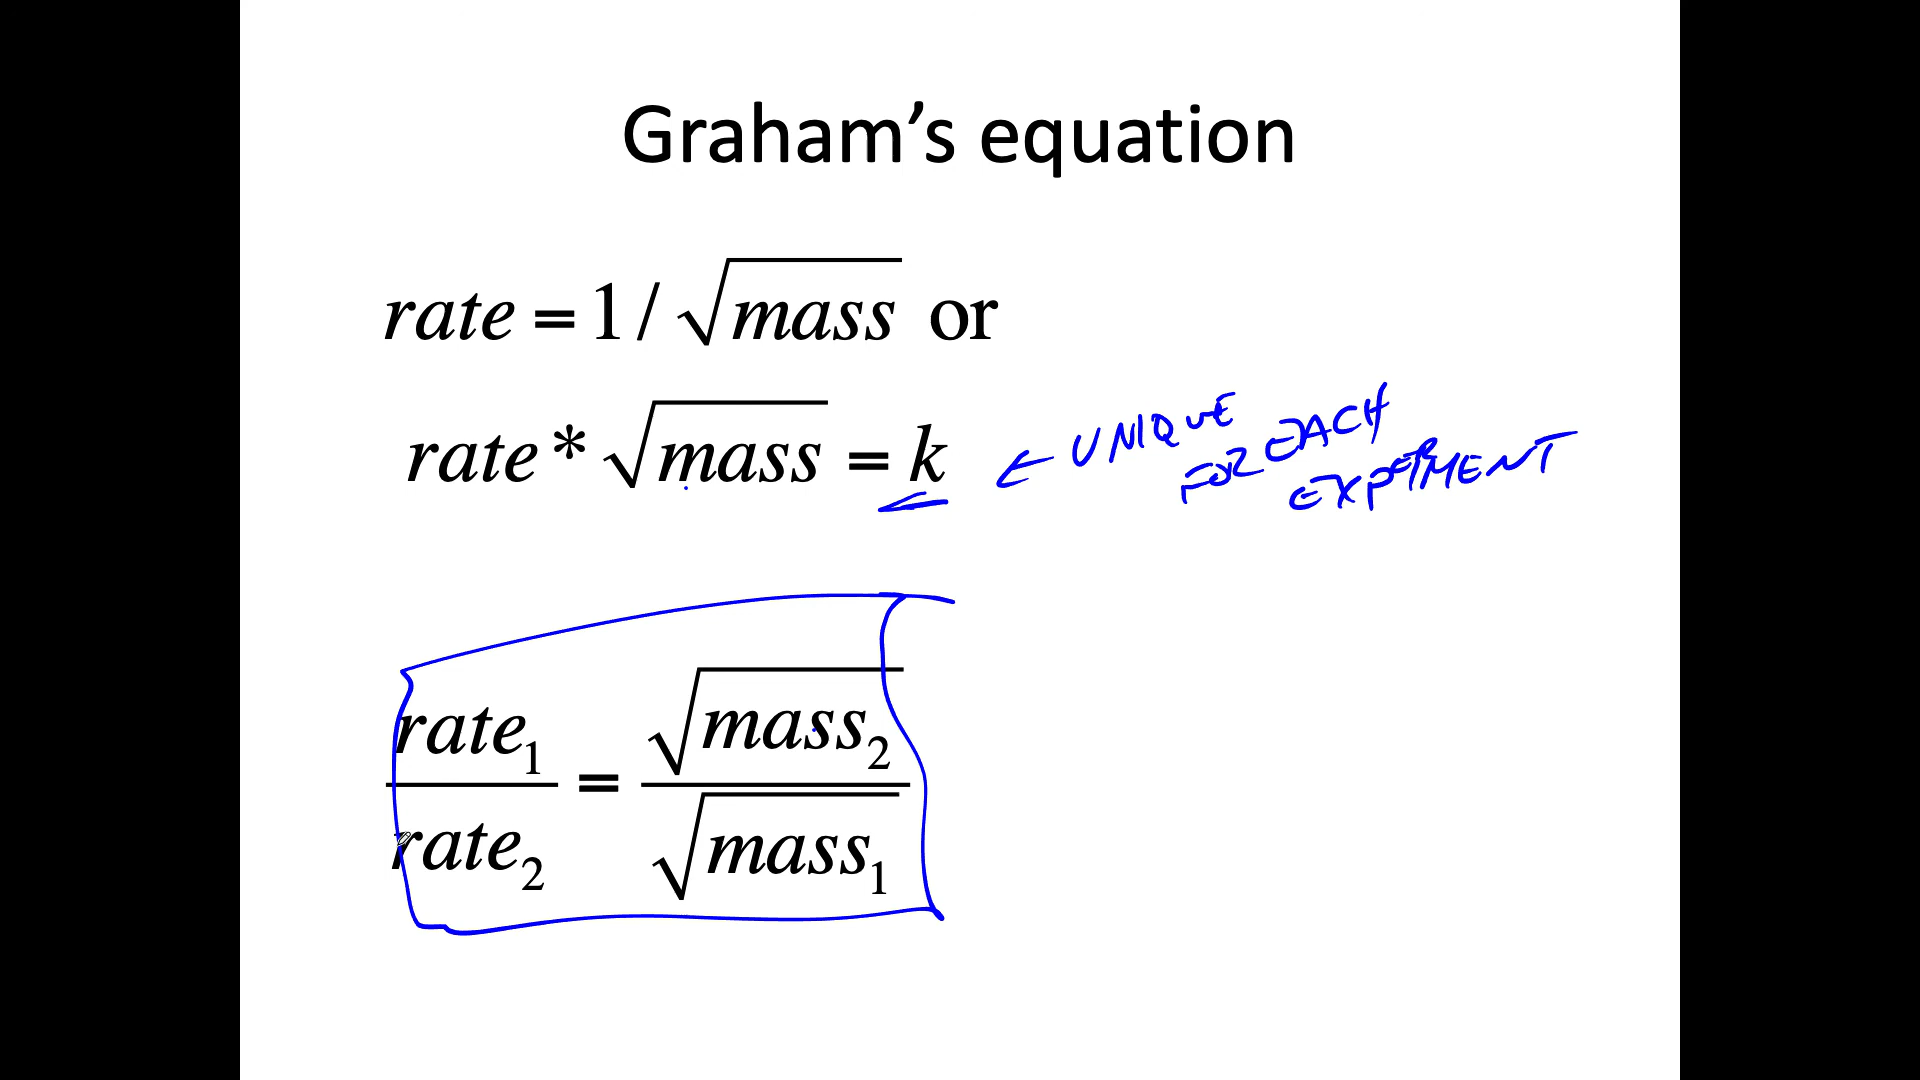 Graham’s equation
rate = 1 / √mass or
rate * √mass = k
← UNIQUE
FOR EACH
EXPERIMENT
rate₁ / rate₂ = √mass₂ / √mass₁